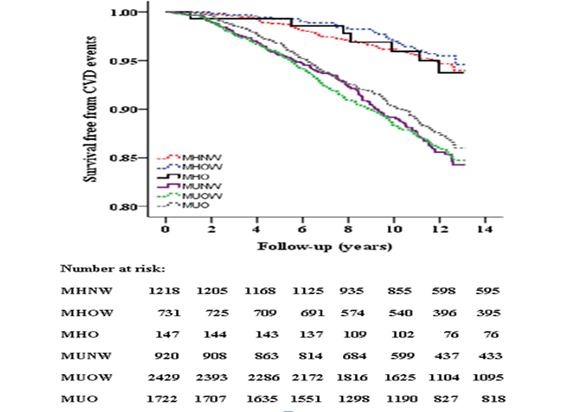 Survival free from CVD events
1.00
0.95
0.90
0.85
0.80
MHNW
MHOW
MHO
MUNW
MUOW
MUO
0 2 4 6 8 10 12 14
Follow-up (years)
Number at risk:
MHNW 1218 1205 1168 1125 935 855 598 595
MHOW 731 725 709 691 574 540 396 395
MHO 147 144 143 137 109 102 76 76
MUNW 920 908 863 814 684 599 437 433
MUOW 2429 2393 2286 2172 1816 1625 1104 1095
MUO 1722 1707 1635 1551 1298 1190 827 818